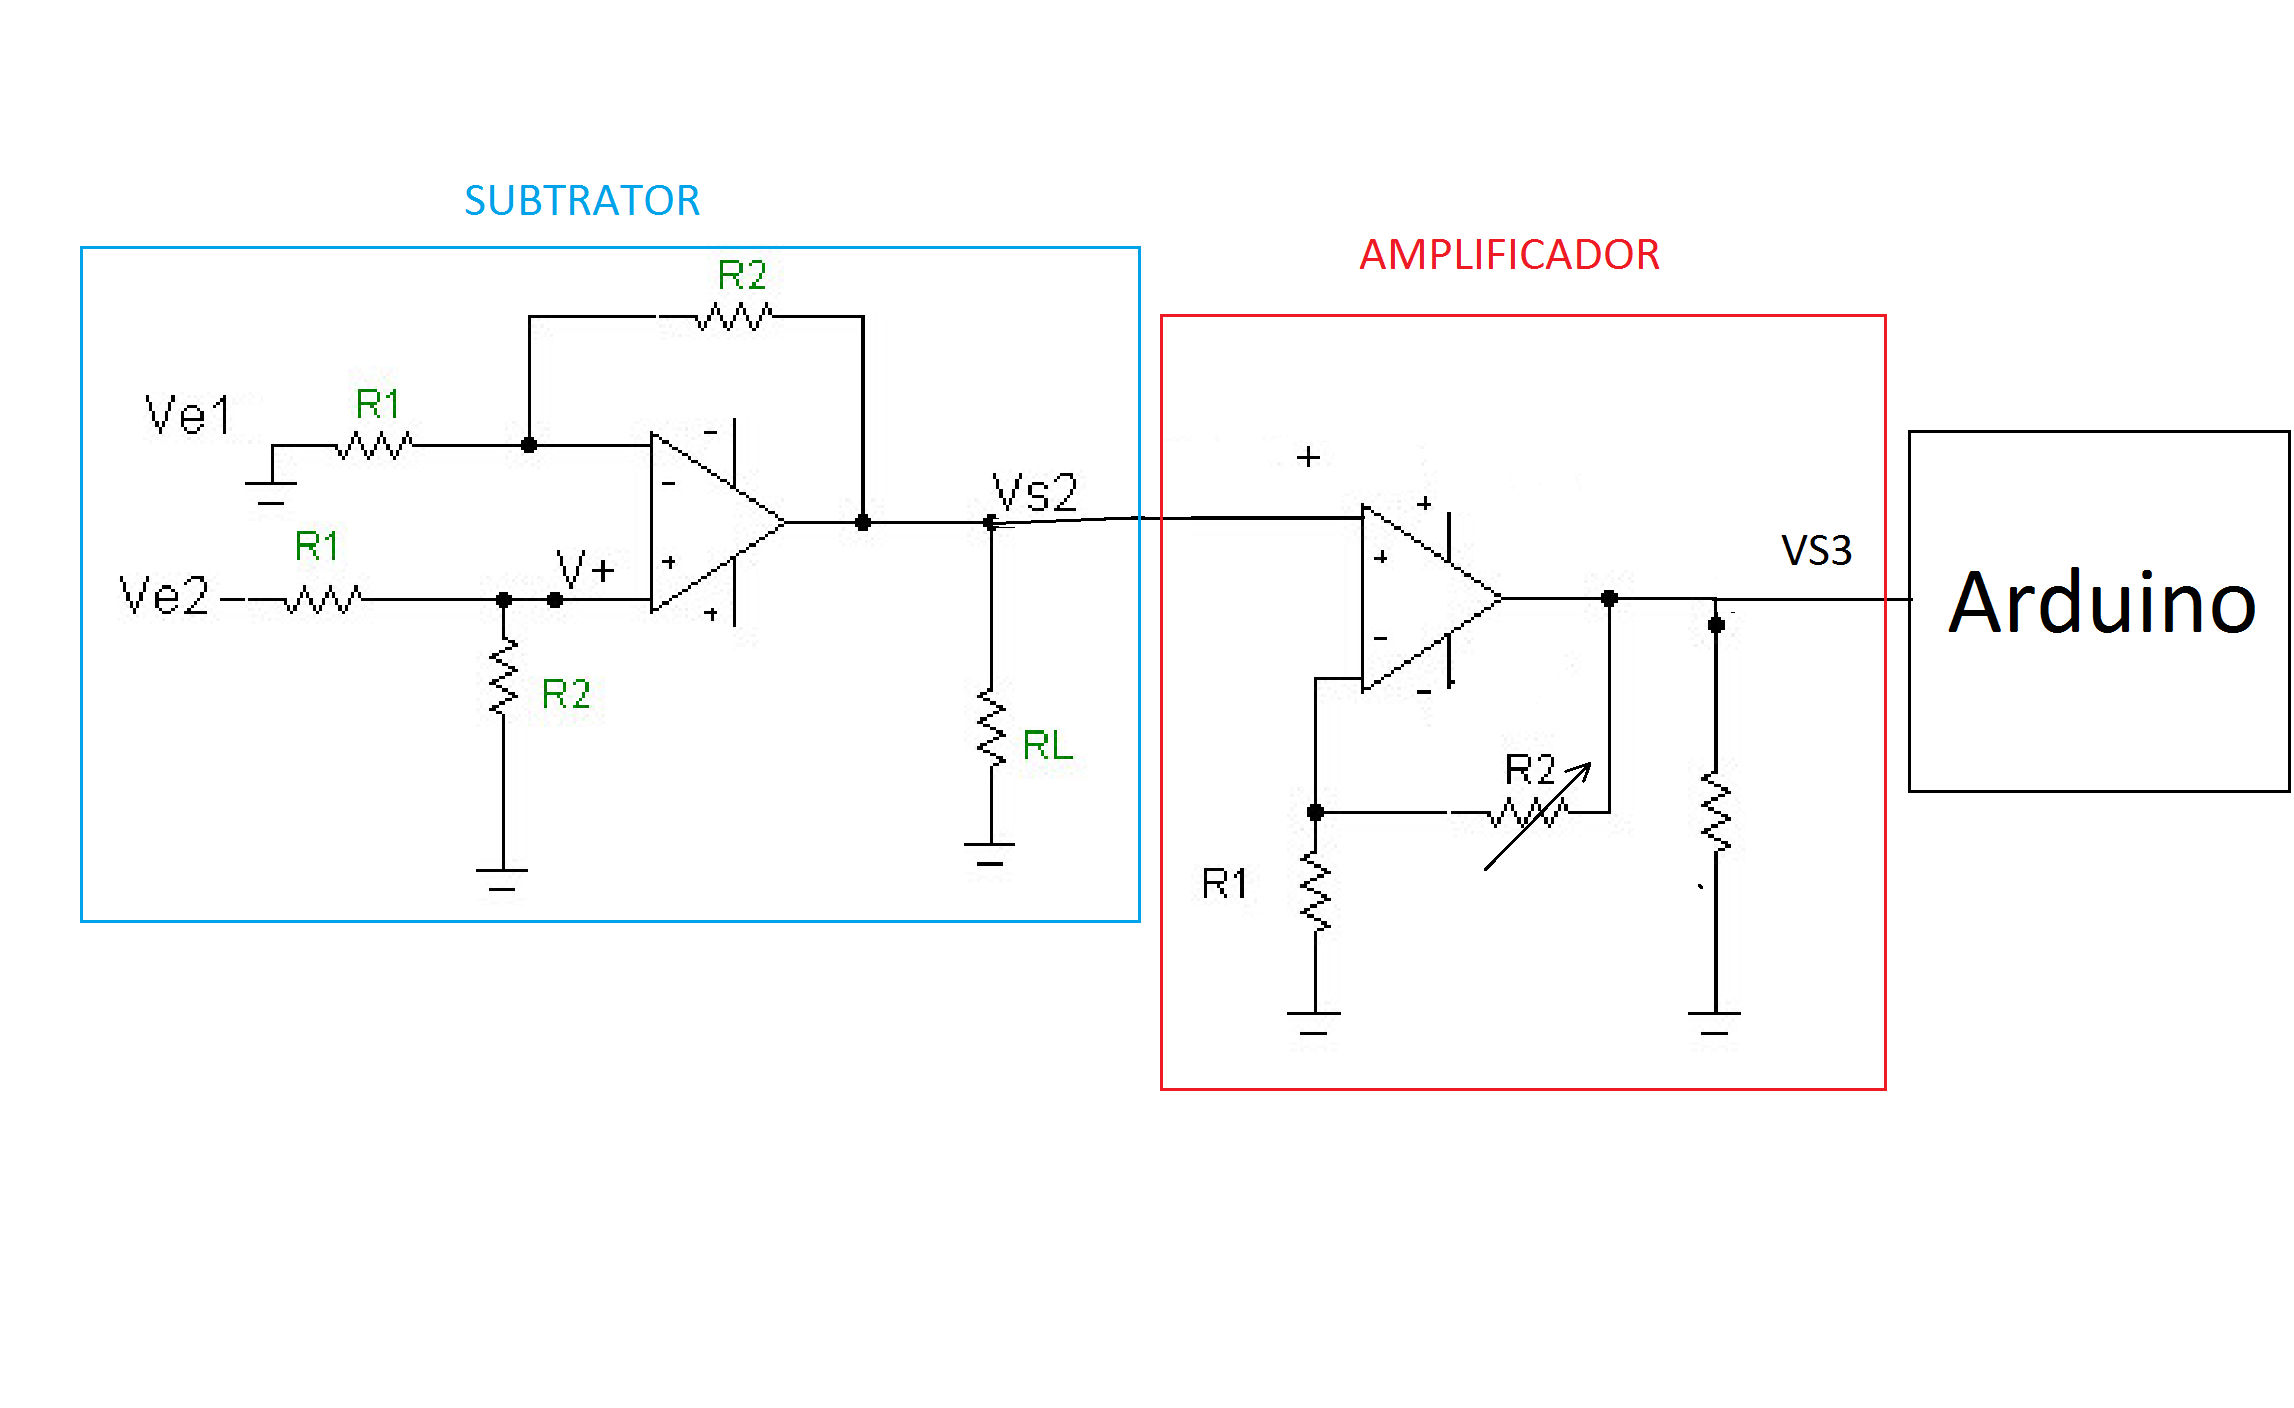 SUBTRATOR
AMPLIFICADOR
R2
Ve1
R1
-
-
+
+
Ve2
R1
V+
R2
Vs2
RL
+
+
+
-
-
R2
R1
VS3
Arduino